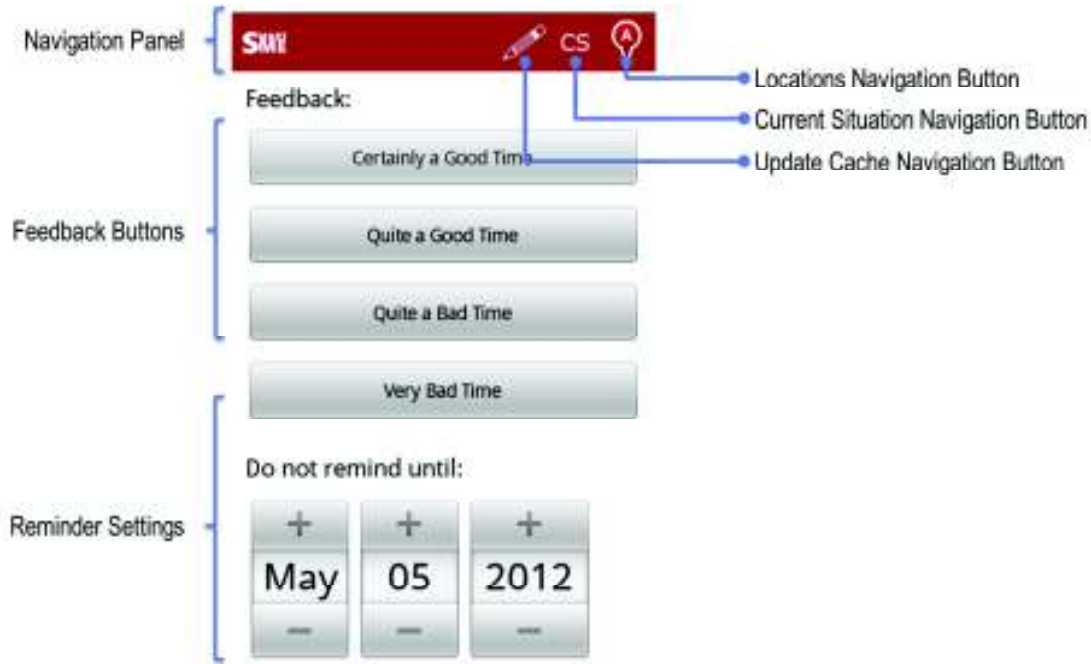 Navigation Panel
CS
A
Locations Navigation Button
Current Situation Navigation Button
Update Cache Navigation Button
Feedback:
Certainly a Good Time
Quite a Good Time
Quite a Bad Time
Very Bad Time
Feedback Buttons
Do not remind until:
Reminder Settings
+ + +
May 05 2012
- - -